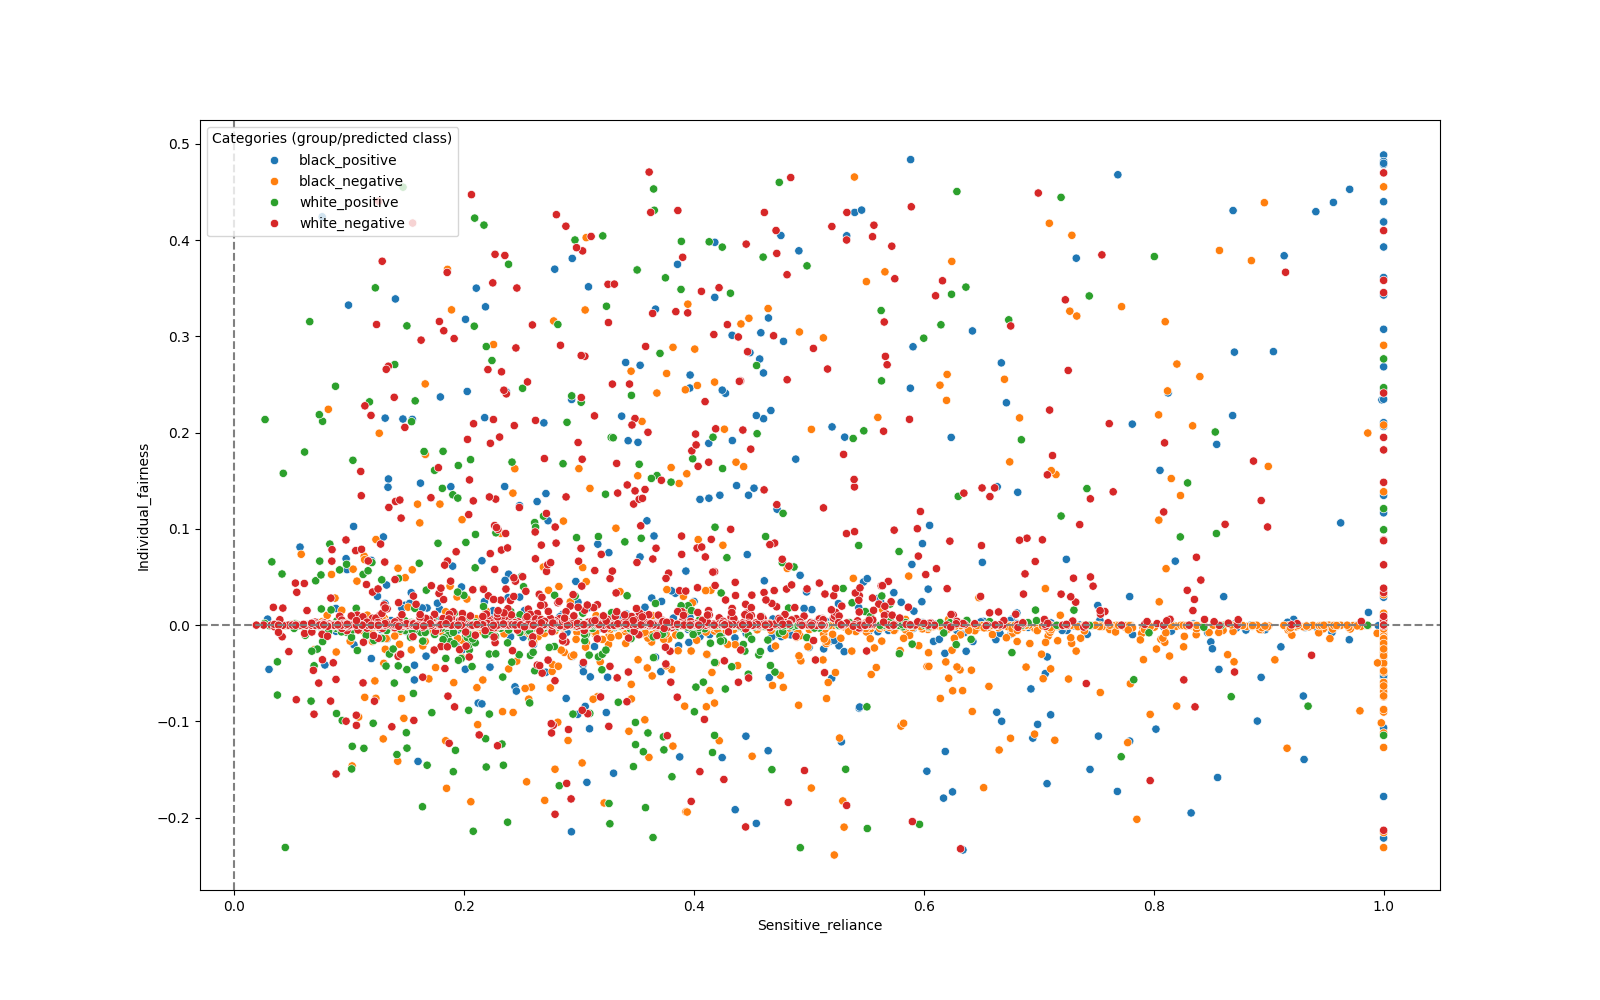 Categories (group/predicted class)
black_positive
black_negative
white_positive
white_negative
0.5
0.4
0.3
0.2
0.1
0.0
−0.1
−0.2
Individual_fairness
0.0
0.2
0.4
0.6
0.8
1.0
Sensitive_reliance